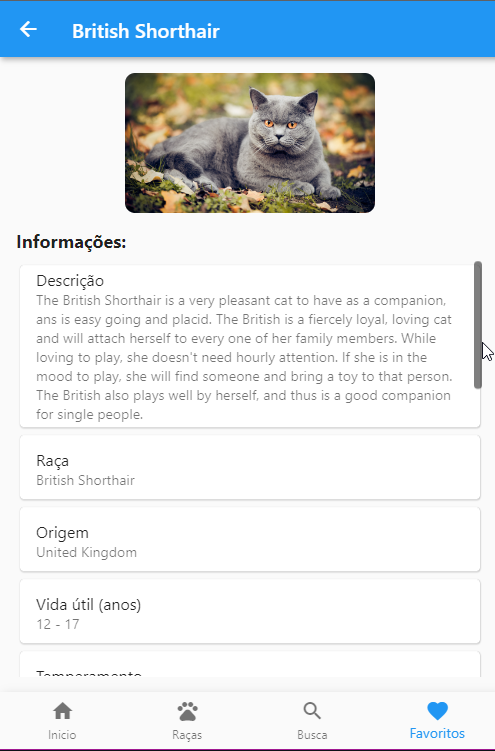 British Shorthair
Informações:
Descrição
The British Shorthair is a very pleasant cat to have as a companion,
ans is easy going and placid. The British is a fiercely loyal, loving cat
and will attach herself to every one of her family members. While
loving to play, she doesn't need hourly attention. If she is in the
mood to play, she will find someone and bring a toy to that person.
The British also plays well by herself, and thus is a good companion
for single people.
Raça
British Shorthair
Origem
United Kingdom
Vida útil (anos)
12 - 17
Temperamento
Inicio
Raças
Busca
Favoritos